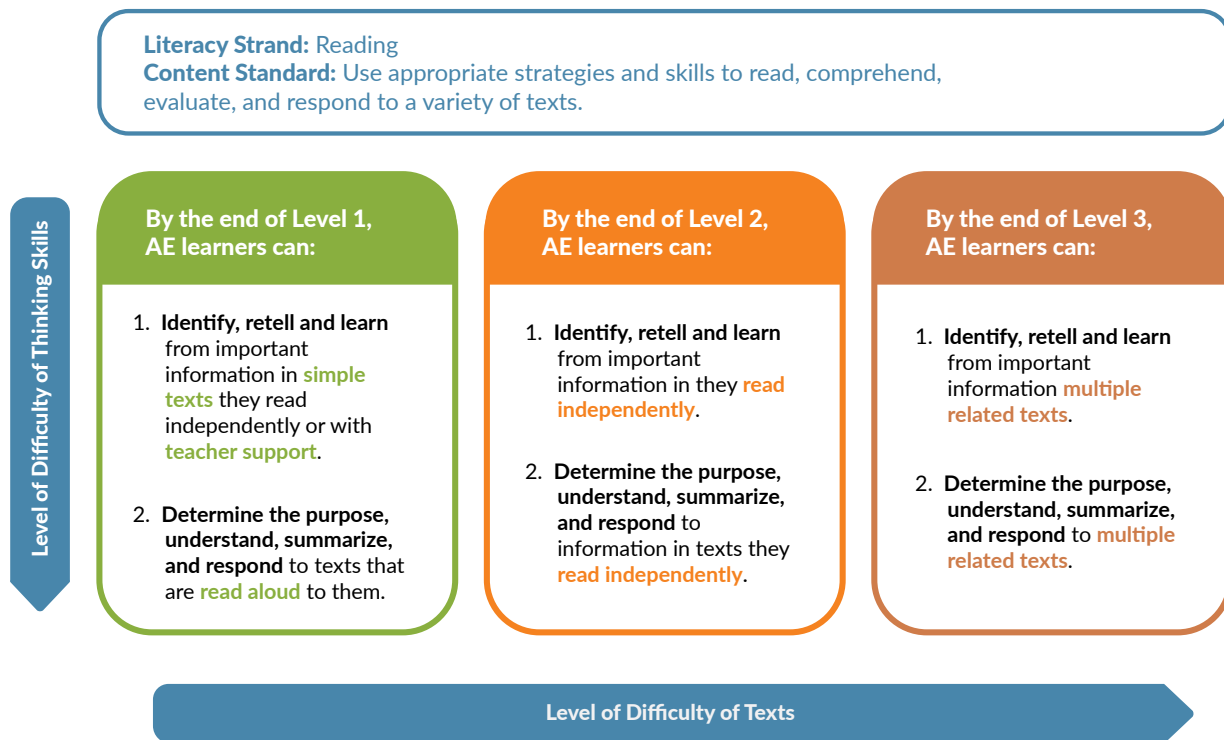 Literacy Strand: Reading
Content Standard: Use appropriate strategies and skills to read, comprehend,
evaluate, and respond to a variety of texts.
Level of Difficulty of Thinking Skills
By the end of Level 1,
AE learners can:
1. Identify, retell and learn
from important
information in simple
texts they read
independently or with
teacher support.
2. Determine the purpose,
understand, summarize,
and respond to texts that
are read aloud to them.
By the end of Level 2,
AE learners can:
1. Identify, retell and learn
from important
information in they read
independently.
2. Determine the purpose,
understand, summarize,
and respond to
information in texts they
read independently.
By the end of Level 3,
AE learners can:
1. Identify, retell and learn
from important
information multiple
related texts.
2. Determine the purpose,
understand, summarize,
and respond to multiple
related texts.
Level of Difficulty of Texts